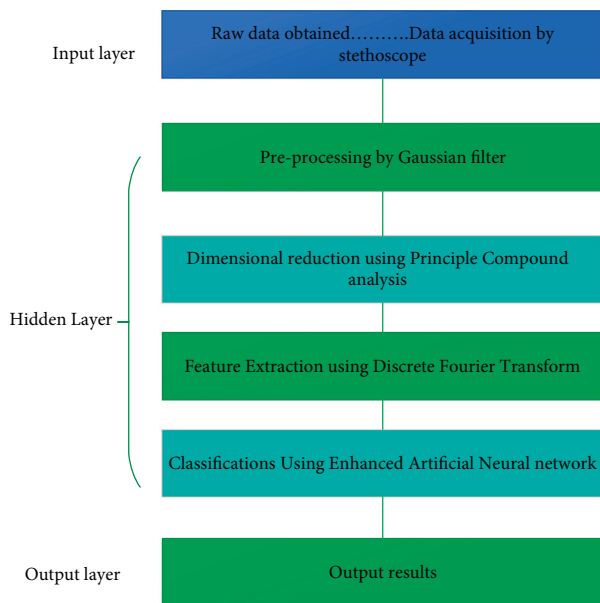 Input layer
Raw data obtained……….Data acquisition by
stethoscope
Pre-processing by Gaussian filter
Dimensional reduction using Principle Compound
analysis
Hidden Layer
Feature Extraction using Discrete Fourier Transform
Classifications Using Enhanced Artificial Neural network
Output layer
Output results